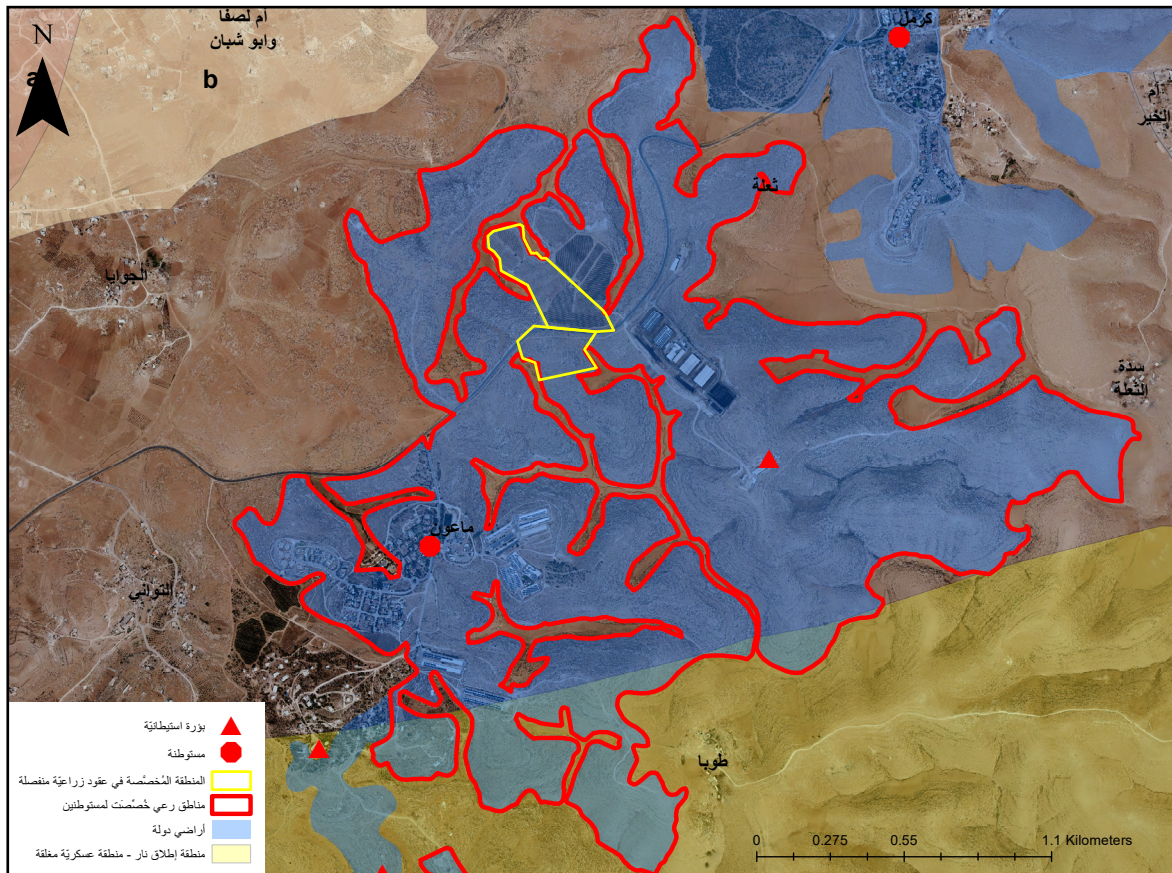 أم لصفا
وابو شبان
N
a
b
كرمل
أم
الخير
ثعلة
الجوايا
سدة
الثعلة
ماعون
التواني
طوبا
بؤرة استيطانيّة
مستوطنة
المنطقة المُخصَّصة في عقود زراعيّة منفصلة
مناطق رعي خُصّصَت لمستوطنين
أراضي دولة
منطقة إطلاق نار - منطقة عسكريّة مغلقة
0 0.275 0.55 1.1 Kilometers